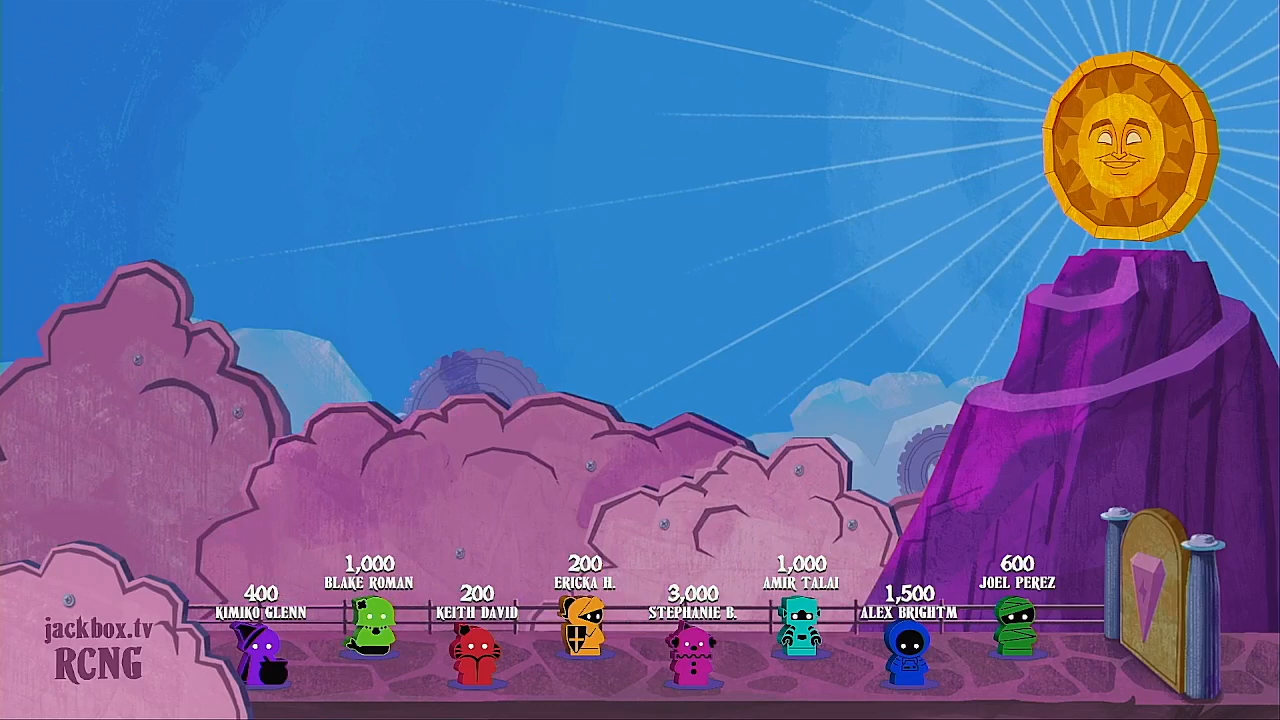 1,000
BLAKE ROMAN
200
ERICKA H.
1,000
AMIR TALAI
600
JOEL PEREZ
400
KIMIKO GLENN
200
KEITH DAVID
3,000
STEPHANIE B.
1,500
ALEX BRIGHTM
jackbox.tv
RCNG